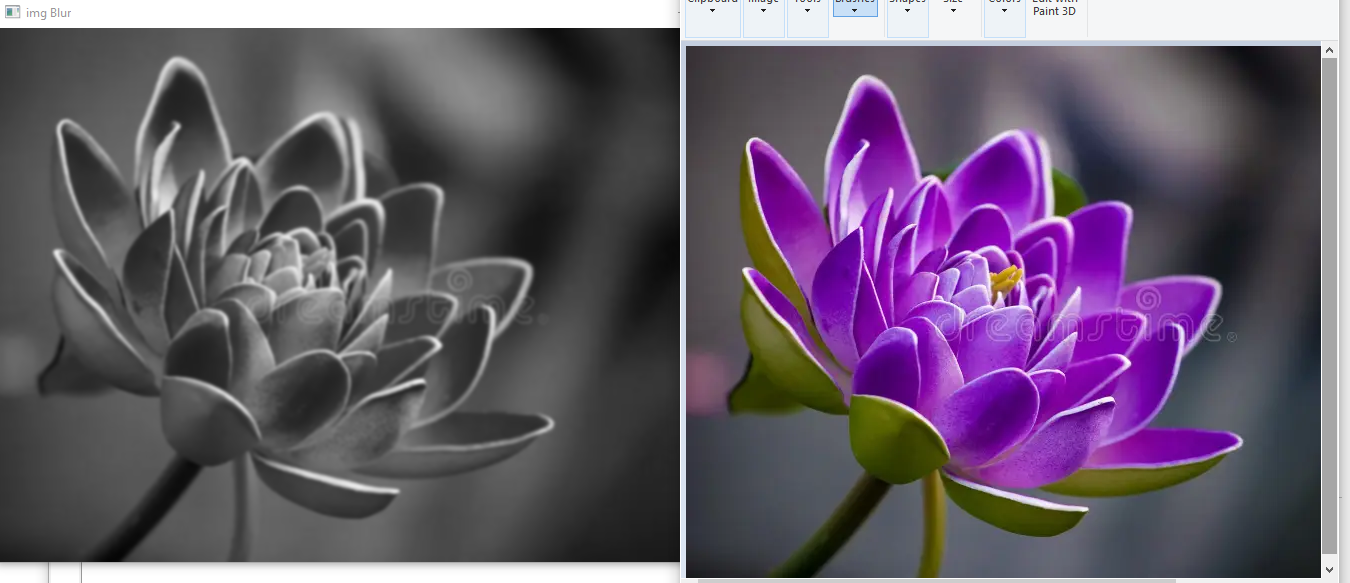 img Blur
Clipboard
Image
Tools
Brushes
Shapes
Size
Colors
Edit with
Paint 3D
dreamstime.
dreamstime.